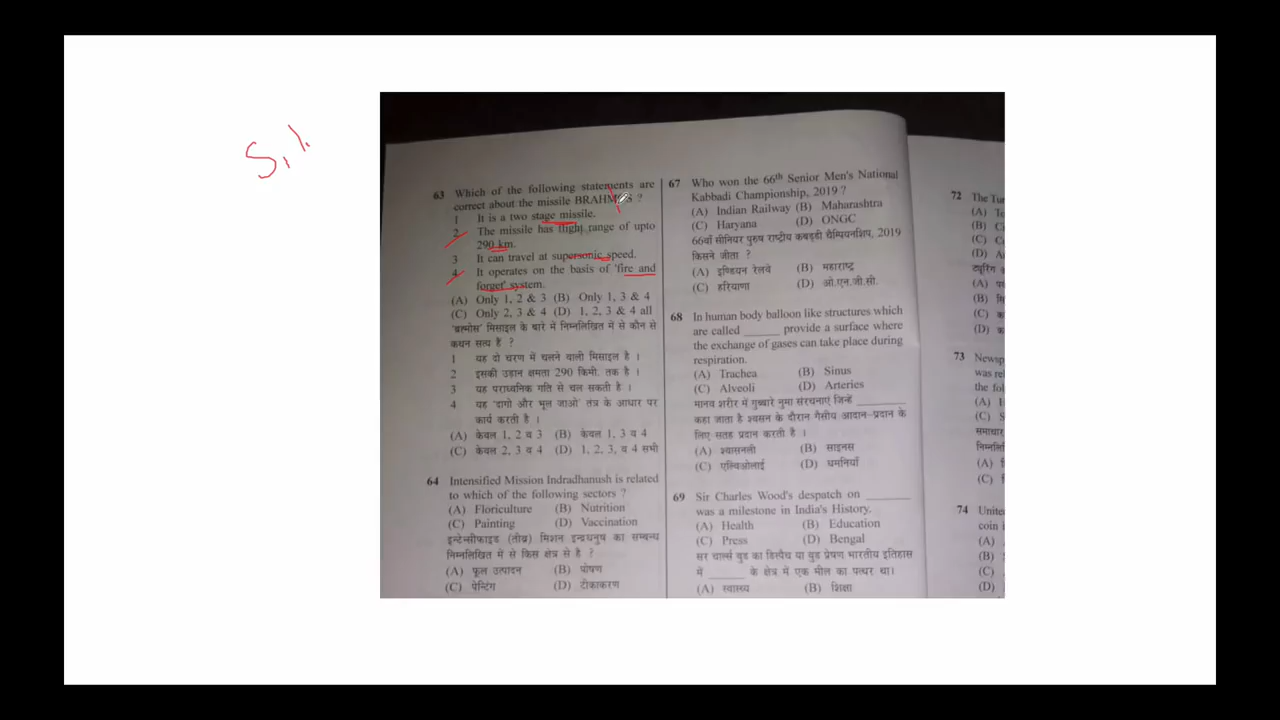 S,
63 Which of the following statements are
correct about the missile BRAHMOS ?
1 It is a two stage missile.
2 The missile has flight range of upto
290 km.
3 It can travel at supersonic speed.
4 It operates on the basis of 'fire and
forget' system.
(A) Only 1, 2 & 3 (B) Only 1, 3 & 4
(C) Only 2, 3 & 4 (D) 1, 2, 3 & 4 all
'ब्रह्मोस' मिसाइल के बारे में निम्नलिखित में से कौन से
कथन सत्य हैं ?
1 यह दो चरण में चलने वाली मिसाइल है ।
2 इसकी उड़ान क्षमता 290 किमी. तक है ।
3 यह पराध्वनिक गति से चल सकती है ।
4 यह 'दागो और भूल जाओ' तंत्र के आधार पर
कार्य करती है ।
(A) केवल 1, 2 व 3 (B) केवल 1, 3 व 4
(C) केवल 2, 3 व 4 (D) 1, 2, 3, व 4 सभी
64 Intensified Mission Indradhanush is related
to which of the following sectors ?
(A) Floriculture (B) Nutrition
(C) Painting (D) Vaccination
इन्टेन्सीफाइड (तीव्र) मिशन इन्द्रधनुष का सम्बन्ध
निम्नलिखित में से किस क्षेत्र से है ?
(A) फूल उत्पादन (B) पोषण
(C) पेन्टिंग (D) टीकाकरण
67 Who won the 66th Senior Men's National
Kabbadi Championship, 2019 ?
(A) Indian Railway (B) Maharashtra
(C) Haryana (D) ONGC
66वाँ सीनियर पुरुष राष्ट्रीय कबड्डी चैम्पियनशिप, 2019
किसने जीता ?
(A) इण्डियन रेलवे (B) महाराष्ट्र
(C) हरियाणा (D) ओ.एन.जी.सी.
68 In human body balloon like structures which
are called ______ provide a surface where
the exchange of gases can take place during
respiration.
(A) Trachea (B) Sinus
(C) Alveoli (D) Arteries
मानव शरीर में गुब्बारे नुमा संरचनाएं जिन्हें ________
कहा जाता है श्वसन के दौरान गैसीय आदान-प्रदान के
लिए सतह प्रदान करती है ।
(A) श्वासनली (B) साइनस
(C) एल्विओलाई (D) धमनियाँ
69 Sir Charles Wood's despatch on _______
was a milestone in India's History.
(A) Health (B) Education
(C) Press (D) Bengal
सर चार्ल्स वुड का डिस्पैच या वुड प्रेषण भारतीय इतिहास
में ______ के क्षेत्र में एक मील का पत्थर था।
(A) स्वास्थ्य (B) शिक्षा
72 The
(A)
(B)
(C)
(D)
(A)
(B)
(C)
(D)
73
was
the
(A)
(C)
समाचार
(A)
(C)
74
coin
(A)
(B)
(C)
(D)